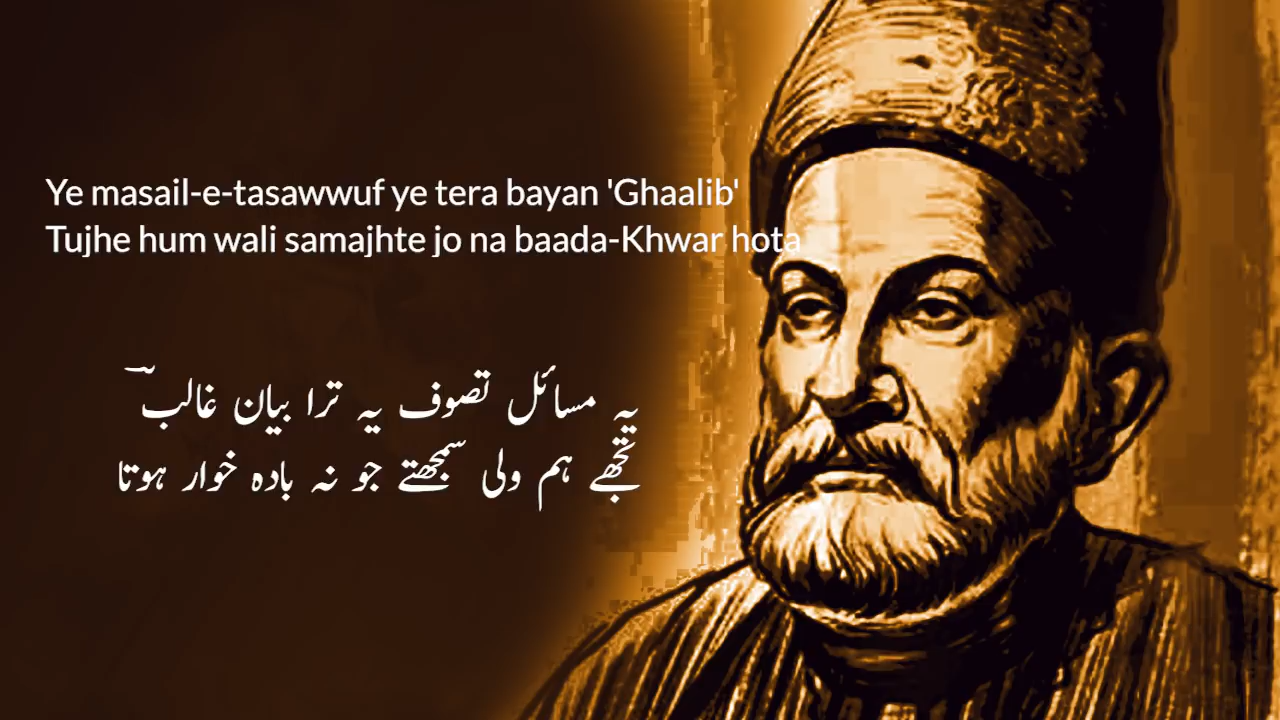 Ye masail-e-tasawwuf ye tera bayan 'Ghaalib'
Tujhe hum wali samajhte jo na baada-Khwar hota
یہ مسائل تصوف یہ ترا بیان غالبؔ
تجھے ہم ولی سمجھتے جو نہ بادہ خوار ہوتا